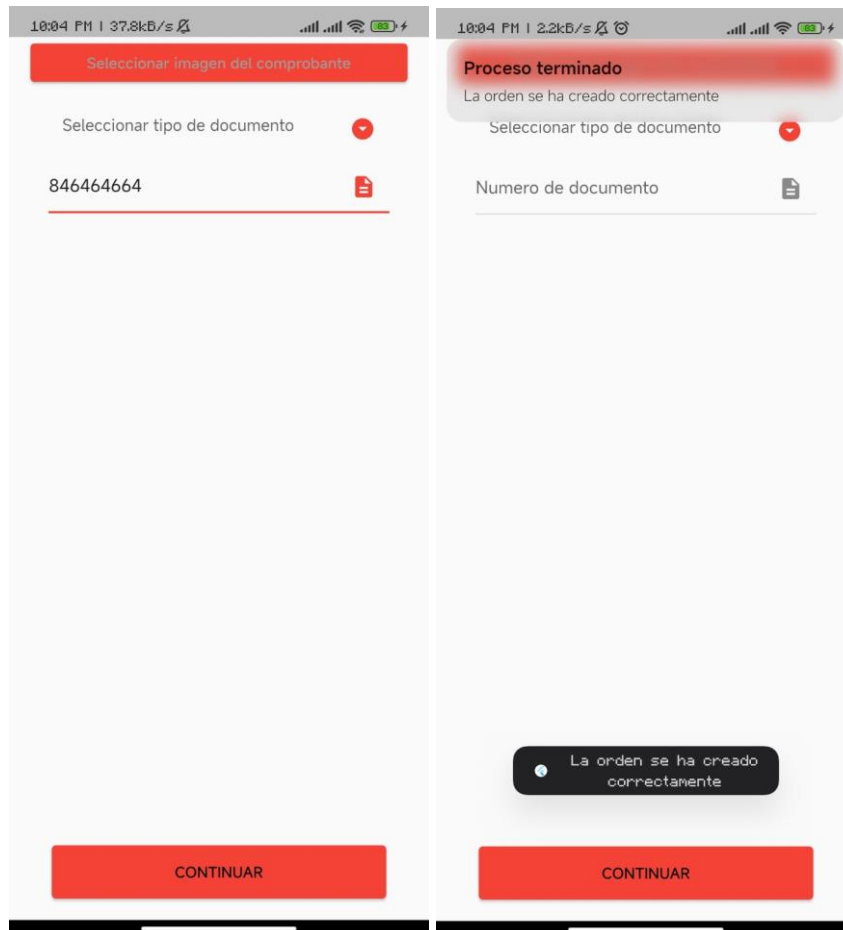 10:04 PM | 37.8kB/s
83
Seleccionar imagen del comprobante
Seleccionar tipo de documento
846464664
CONTINUAR
10:04 PM | 2.2kB/s
83
Proceso terminado
La orden se ha creado correctamente
Seleccionar tipo de documento
Numero de documento
La orden se ha creado
correctamente
CONTINUAR